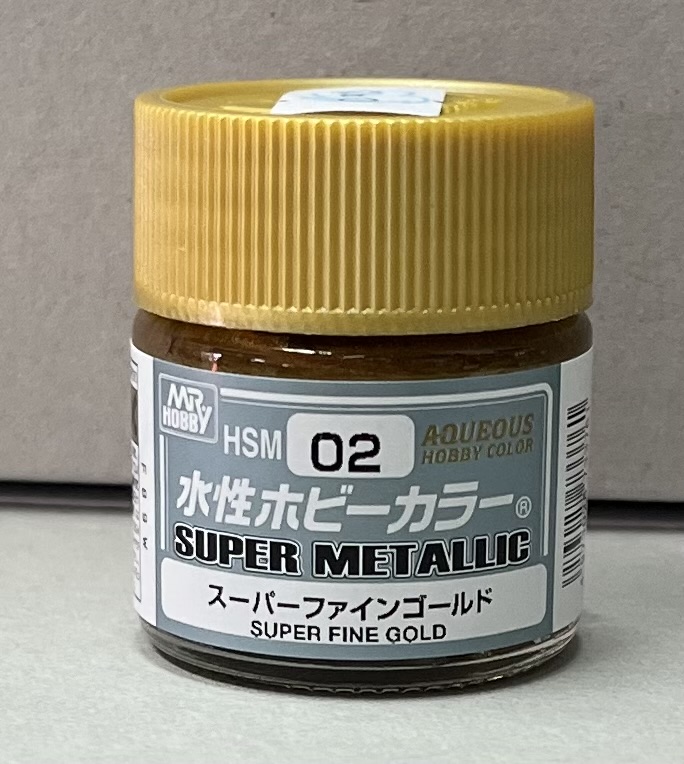 MR.
HOBBY
HSM 02
AQUEOUS
HOBBY COLOR
水性ホビーカラー®
SUPER METALLIC
スーパーファインゴールド
SUPER FINE GOLD